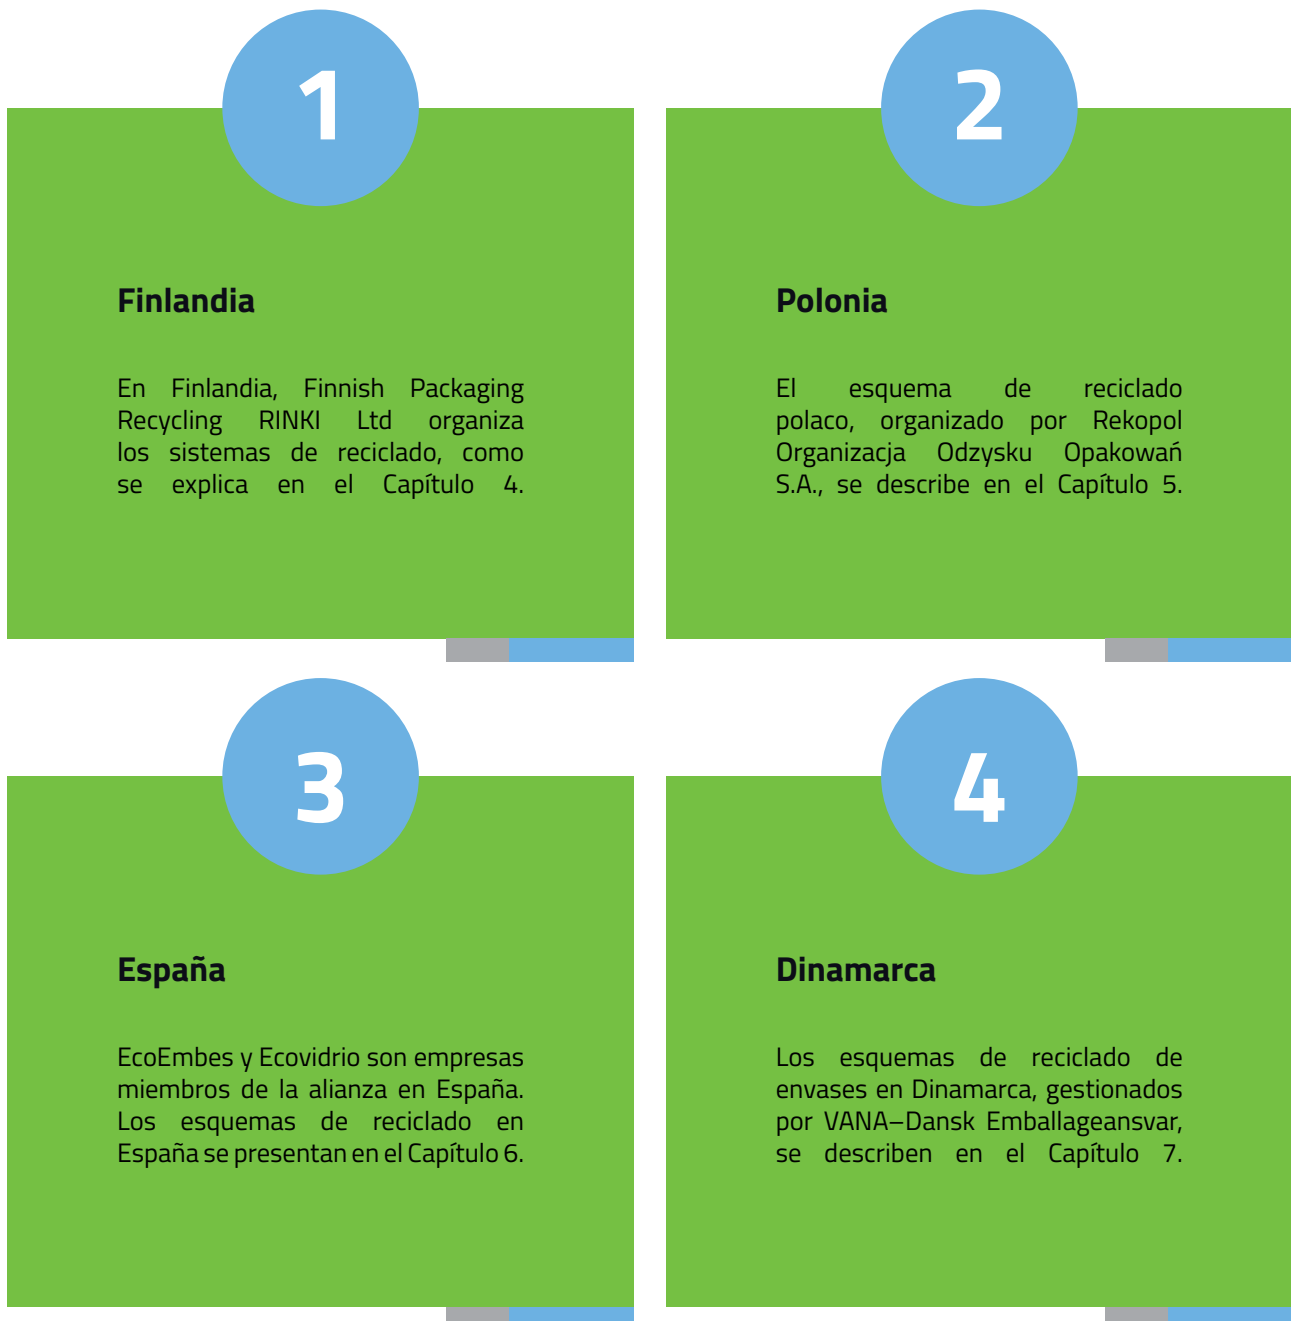 1
Finlandia
En Finlandia, Finnish Packaging
Recycling RINKI Ltd organiza
los sistemas de reciclado, como
se explica en el Capítulo 4.
2
Polonia
El esquema de reciclado
polaco, organizado por Rekopol
Organizacja Odzysku Opakowań
S.A., se describe en el Capítulo 5.
3
España
EcoEmbes y Ecovidrio son empresas
miembros de la alianza en España.
Los esquemas de reciclado en
España se presentan en el Capítulo 6.
4
Dinamarca
Los esquemas de reciclado de
envases en Dinamarca, gestionados
por VANA–Dansk Emballageansvar,
se describen en el Capítulo 7.